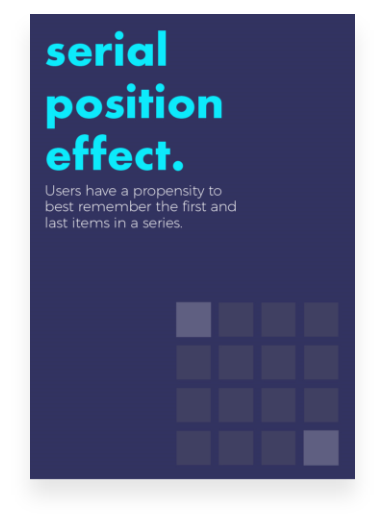 serial
position
effect.
Users have a propensity to
best remember the first and
last items in a series.